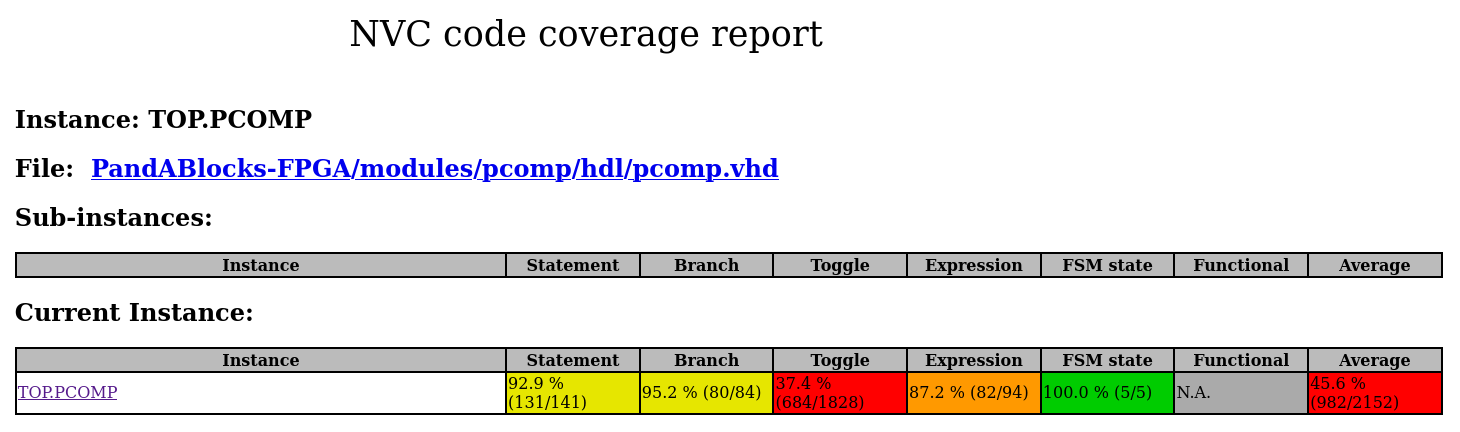 NVC code coverage report
Instance: TOP.PCOMP
File: PandABlocks-FPGA/modules/pcomp/hdl/pcomp.vhd
Sub-instances:
Instance Statement Branch Toggle Expression FSM state Functional Average
Current Instance:
Instance Statement Branch Toggle Expression FSM state Functional Average
TOP.PCOMP 92.9 % (131/141) 95.2 % (80/84) 37.4 % (684/1828) 87.2 % (82/94) 100.0 % (5/5) N.A. 45.6 % (982/2152)